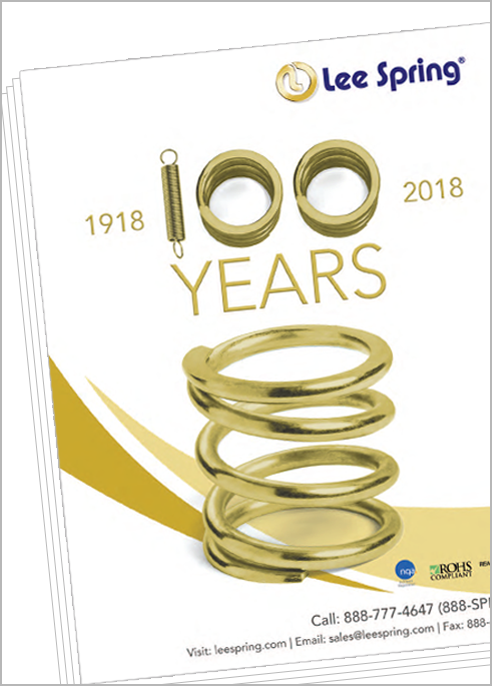 Lee Spring®
1918 100 2018
YEARS
nqa
ROHS
COMPLIANT
Call: 888-777-4647 (888-SP
Visit: leespring.com | Email: sales@leespring.com | Fax: 888-